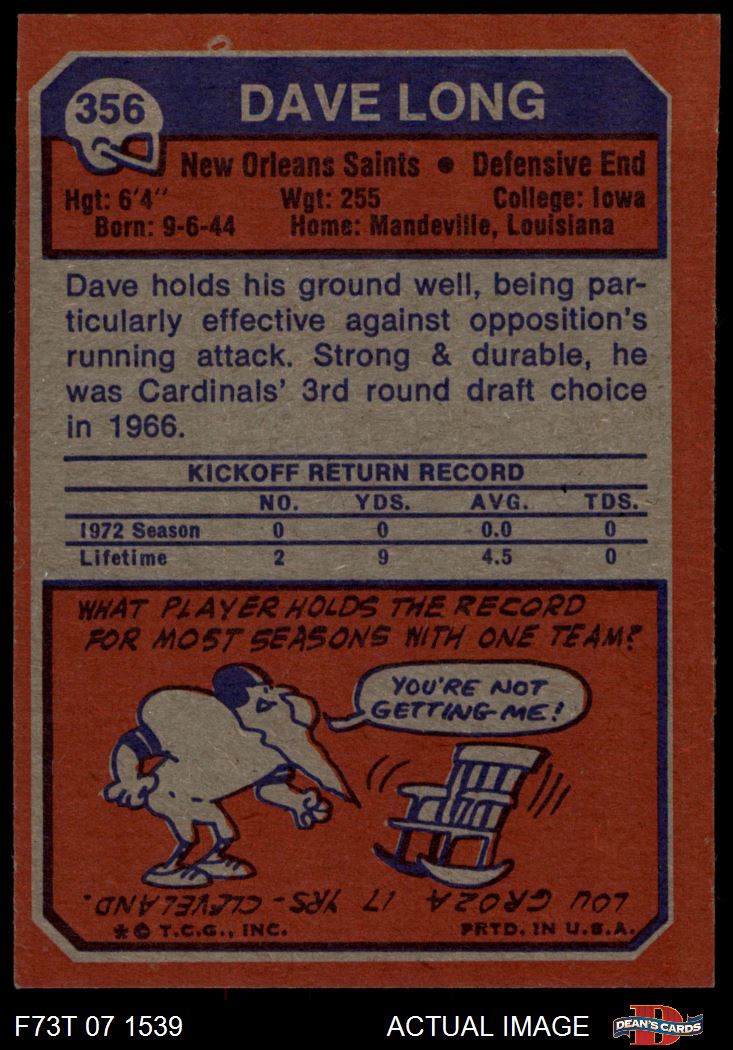 356
DAVE LONG
New Orleans Saints • Defensive End
Hgt: 6'4" Wgt: 255 College: Iowa
Born: 9-6-44 Home: Mandeville, Louisiana
Dave holds his ground well, being par-
ticularly effective against opposition's
running attack. Strong & durable, he
was Cardinals' 3rd round draft choice
in 1966.
KICKOFF RETURN RECORD
NO. YDS. AVG. TDS.
1972 Season 0 0 0.0 0
Lifetime 2 9 4.5 0
WHAT PLAYER HOLDS THE RECORD
FOR MOST SEASONS WITH ONE TEAM?
YOU'RE NOT
GETTING ME!
LOU GROZA 17 YRS - CLEVELAND.
* © T.C.G., INC. PRTD. IN U.S.A.
F73T 07 1539 ACTUAL IMAGE
D
DEAN'S CARDS